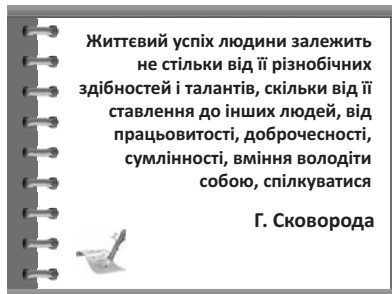 Життєвий успіх людини залежить
не стільки від її різнобічних
здібностей і талантів, скільки від її
ставлення до інших людей, від
працьовитості, доброчесності,
сумлінності, вміння володіти
собою, спілкуватися
Г. Сковорода